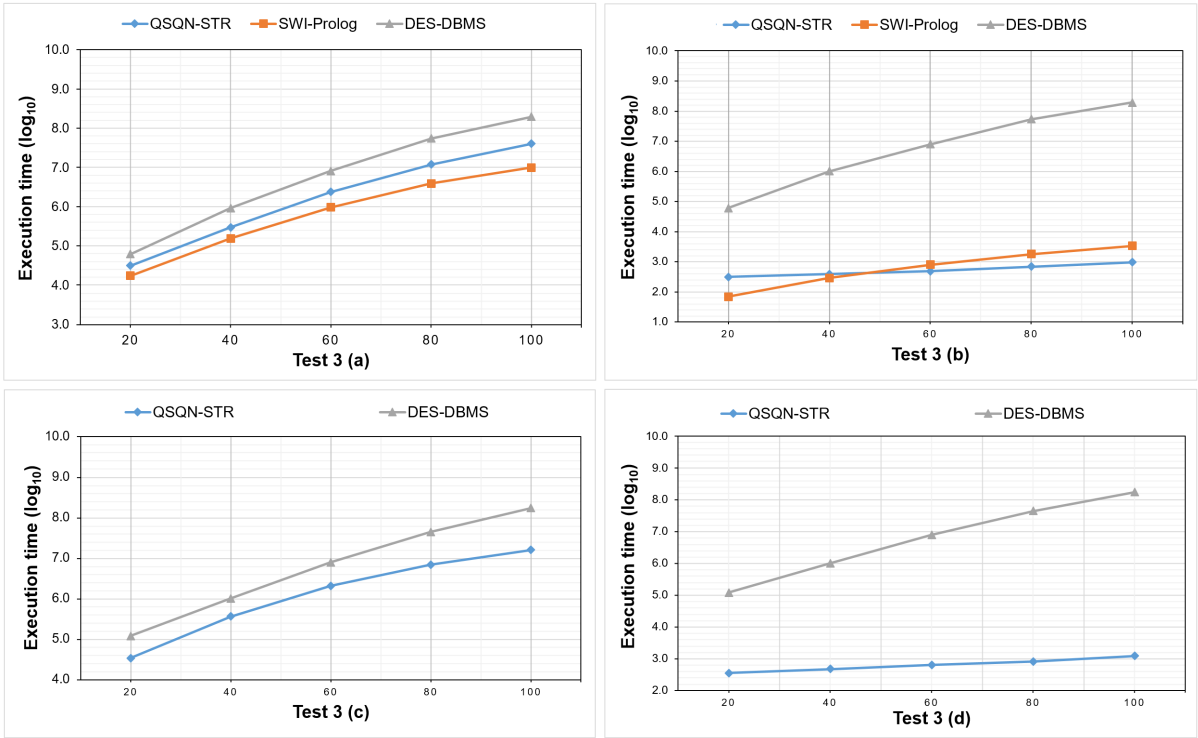 QSQN-STR SWI-Prolog DES-DBMS
Execution time (log10)
10.0
9.0
8.0
7.0
6.0
5.0
4.0
3.0
20 40 60 80 100
Test 3 (a)
QSQN-STR SWI-Prolog DES-DBMS
Execution time (log10)
10.0
9.0
8.0
7.0
6.0
5.0
4.0
3.0
2.0
1.0
20 40 60 80 100
Test 3 (b)
QSQN-STR DES-DBMS
Execution time (log10)
10.0
9.0
8.0
7.0
6.0
5.0
4.0
20 40 60 80 100
Test 3 (c)
QSQN-STR DES-DBMS
Execution time (log10)
10.0
9.0
8.0
7.0
6.0
5.0
4.0
3.0
2.0
20 40 60 80 100
Test 3 (d)